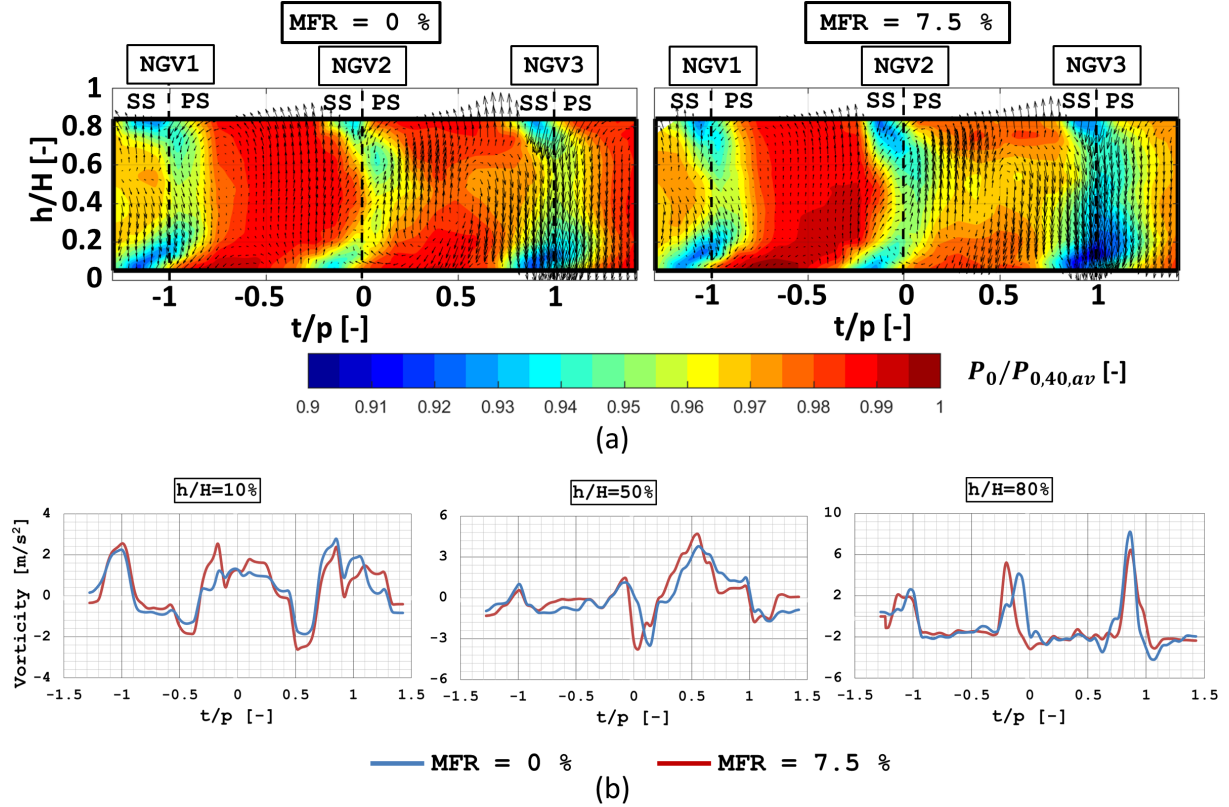 MFR = 0 %
MFR = 7.5 %
NGV1
NGV2
NGV3
NGV1
NGV2
NGV3
SS PS
SS PS
SS PS
SS PS
SS PS
SS PS
h/H [-]
1
0.8
0.6
0.4
0.2
0
-1 -0.5 0 0.5 1
-1 -0.5 0 0.5 1
t/p [-]
t/p [-]
0.9 0.91 0.92 0.93 0.94 0.95 0.96 0.97 0.98 0.99 1
P₀/P₀,₄₀,ₐᵥ [-]
(a)
h/H=10%
h/H=50%
h/H=80%
Vorticity [m/s²]
4
2
0
-2
-4
-1.5 -1 -0.5 0 0.5 1 1.5
t/p [-]
6
3
0
-3
-6
-1.5 -1 -0.5 0 0.5 1 1.5
t/p [-]
10
6
2
-2
-6
-1.5 -1 -0.5 0 0.5 1 1.5
t/p [-]
MFR = 0 %
MFR = 7.5 %
(b)